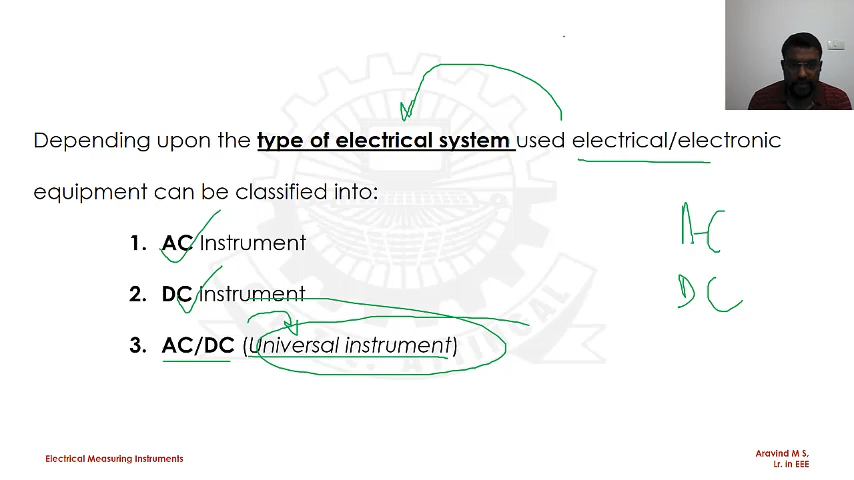 Depending upon the type of electrical system used electrical/electronic
equipment can be classified into:
1. AC Instrument
2. DC Instrument
3. AC/DC (Universal instrument)
AC
DC
Electrical Measuring Instruments
Aravind M S,
Lr. in EEE